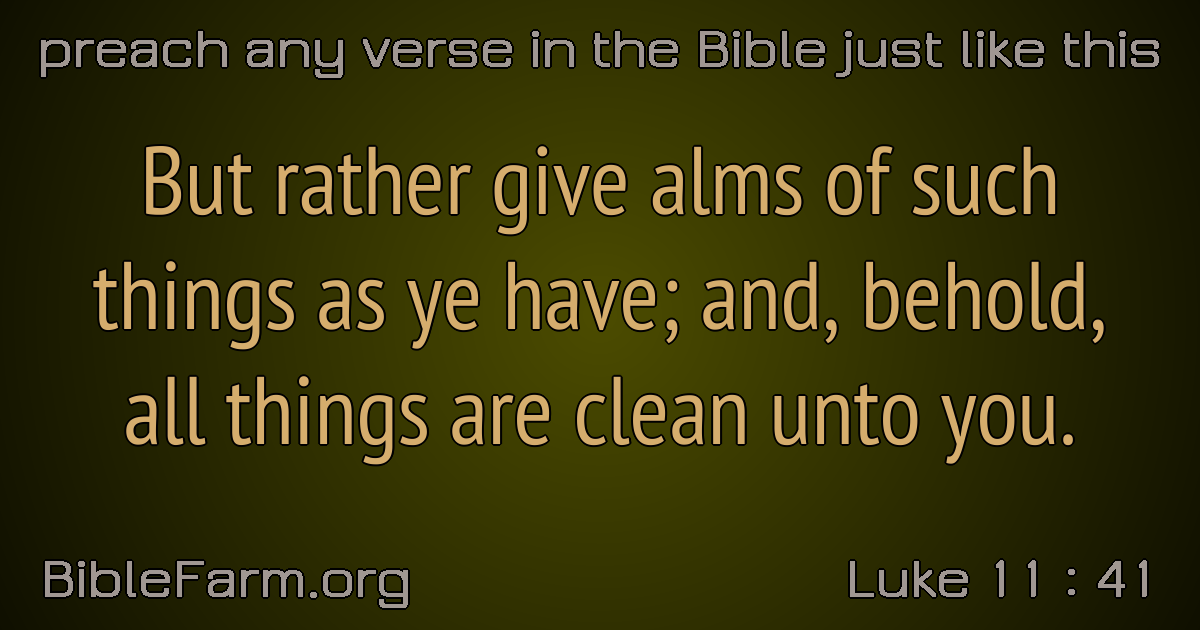 preach any verse in the Bible just like this
But rather give alms of such
things as ye have; and, behold,
all things are clean unto you.
BibleFarm.org
Luke 11 : 41